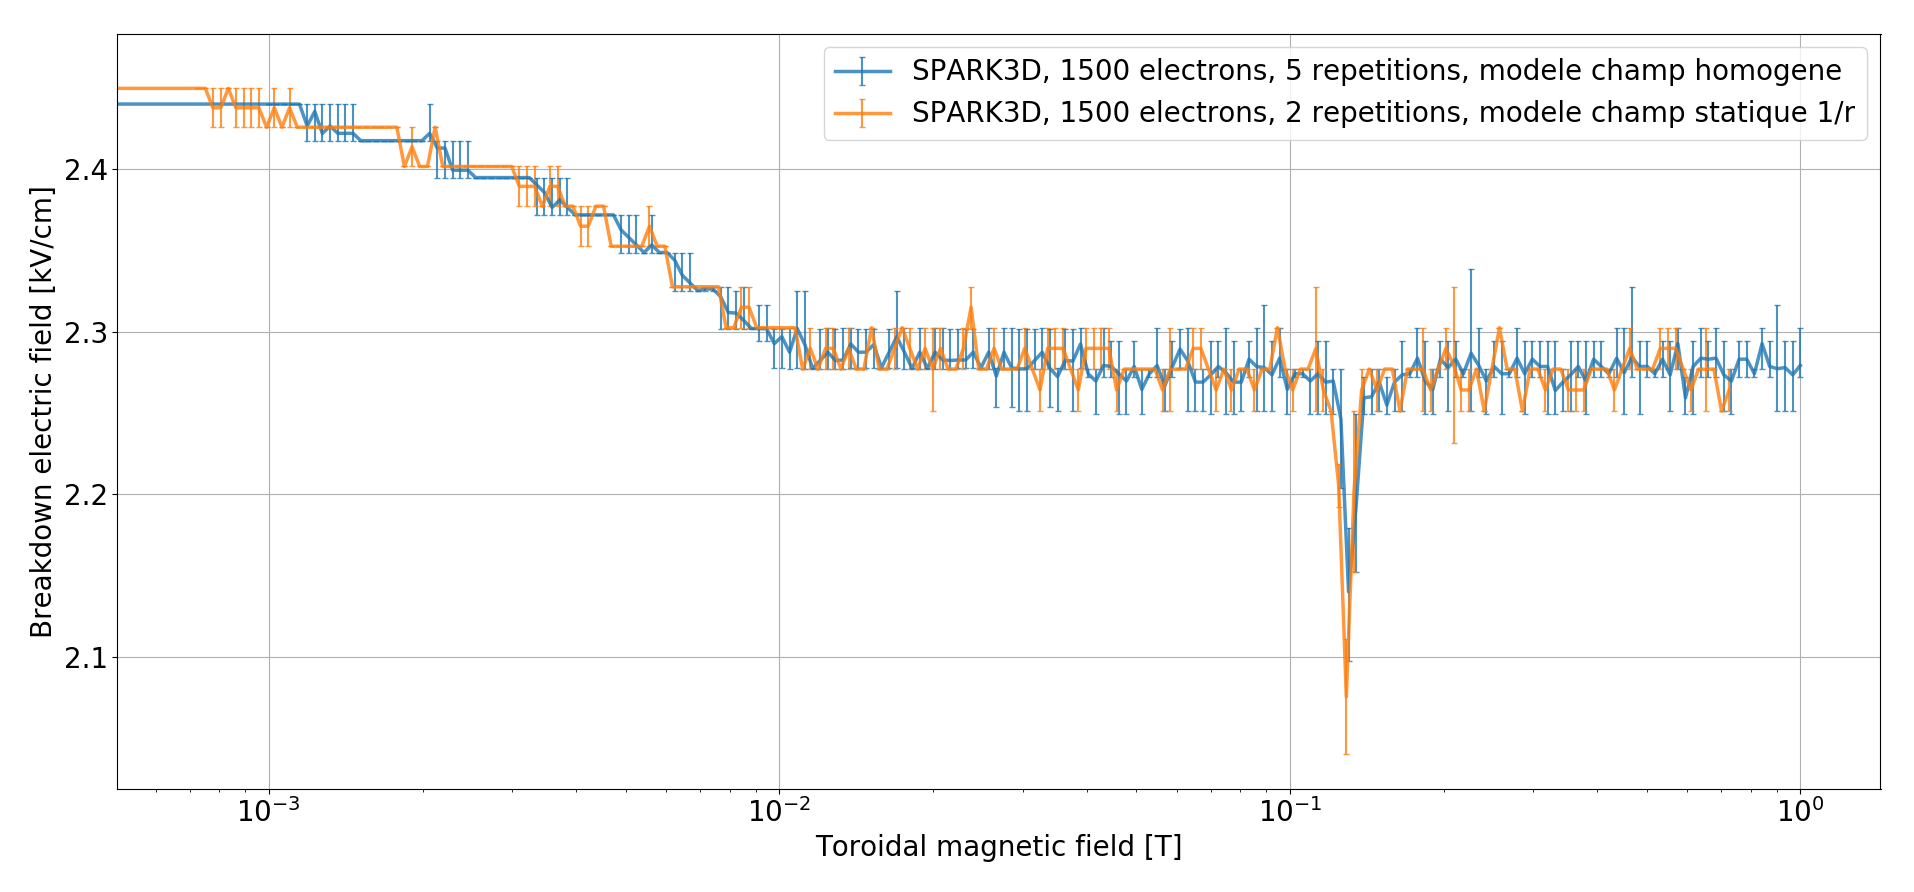 SPARK3D, 1500 electrons, 5 repetitions, modele champ homogene
SPARK3D, 1500 electrons, 2 repetitions, modele champ statique 1/r
Breakdown electric field [kV/cm]
2.4
2.3
2.2
2.1
10⁻³ 10⁻² 10⁻¹ 10⁰
Toroidal magnetic field [T]